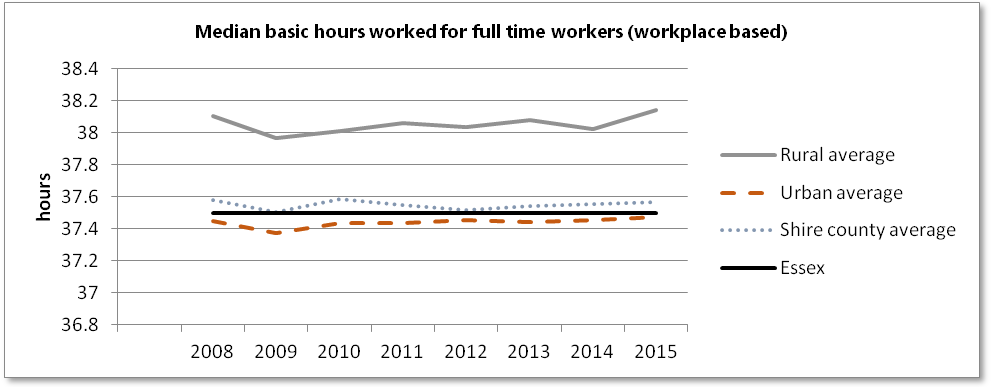 Median basic hours worked for full time workers (workplace based)
38.4
38.2
38
37.8
37.6
37.4
37.2
37
36.8
hours
2008 2009 2010 2011 2012 2013 2014 2015
Rural average
Urban average
Shire county average
Essex